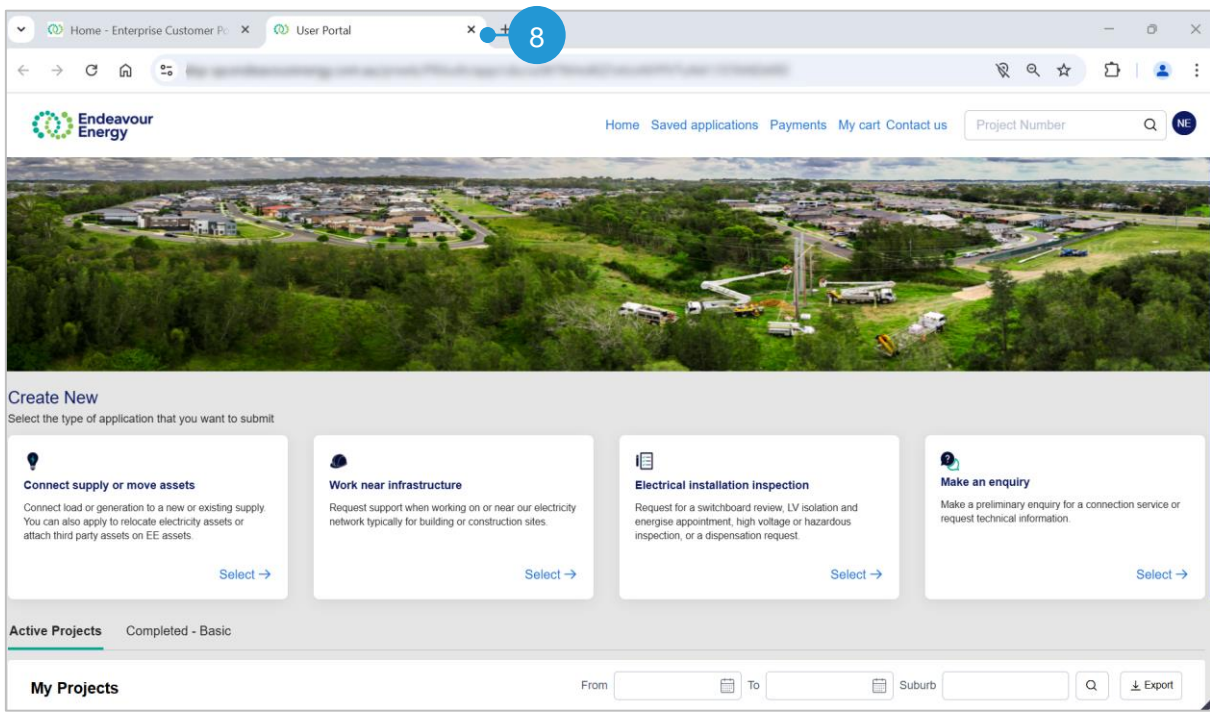 Home - Enterprise Customer Po
User Portal
8
Endeavour
Energy
Home Saved applications Payments My cart Contact us
Project Number
NE
Create New
Select the type of application that you want to submit
Connect supply or move assets
Connect load or generation to a new or existing supply.
You can also apply to relocate electricity assets or
attach third party assets on EE assets.
Select →
Work near infrastructure
Request support when working on or near our electricity
network typically for building or construction sites.
Select →
Electrical installation inspection
Request for a switchboard review, LV isolation and
energise appointment, high voltage or hazardous
inspection, or a dispensation request.
Select →
Make an enquiry
Make a preliminary enquiry for a connection service or
request technical information.
Select →
Active Projects Completed - Basic
My Projects
From
To
Suburb
Export